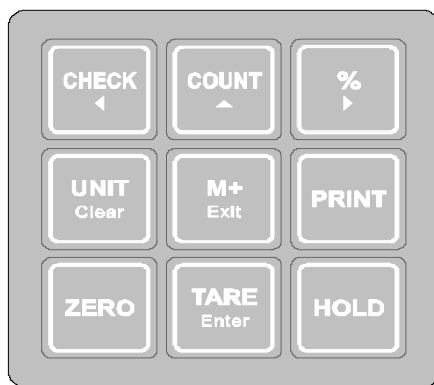 CHECK
COUNT
%
UNIT
Clear
M+
Exit
PRINT
ZERO
TARE
Enter
HOLD